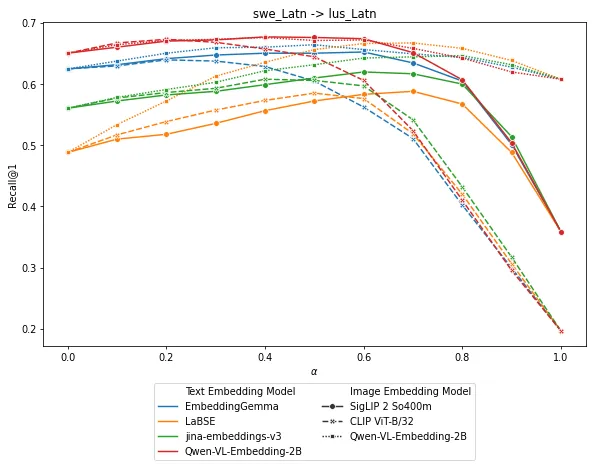 swe_Latn -> lus_Latn
0.7
0.6
0.5
0.4
0.3
0.2
Recall@1
0.0 0.2 0.4 0.6 0.8 1.0
α
Text Embedding Model Image Embedding Model
EmbeddingGemma SigLIP 2 So400m
LaBSE CLIP ViT-B/32
jina-embeddings-v3 Qwen-VL-Embedding-2B
Qwen-VL-Embedding-2B